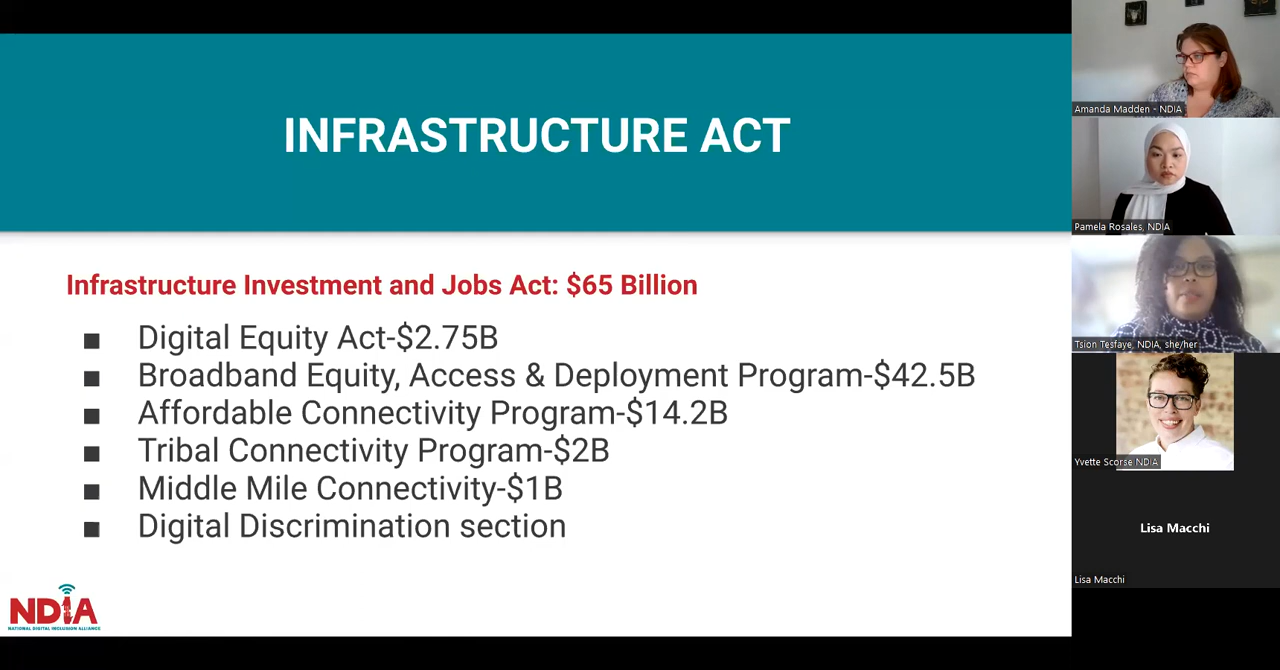 INFRASTRUCTURE ACT
Infrastructure Investment and Jobs Act: $65 Billion
■ Digital Equity Act-$2.75B
■ Broadband Equity, Access & Deployment Program-$42.5B
■ Affordable Connectivity Program-$14.2B
■ Tribal Connectivity Program-$2B
■ Middle Mile Connectivity-$1B
■ Digital Discrimination section
NDIA
NATIONAL DIGITAL INCLUSION ALLIANCE
Amanda Madden - NDIA
Pamela Rosales, NDIA
Tsion Tesfaye, NDIA, she/her
Yvette Scorse NDIA
Lisa Macchi
Lisa Macchi